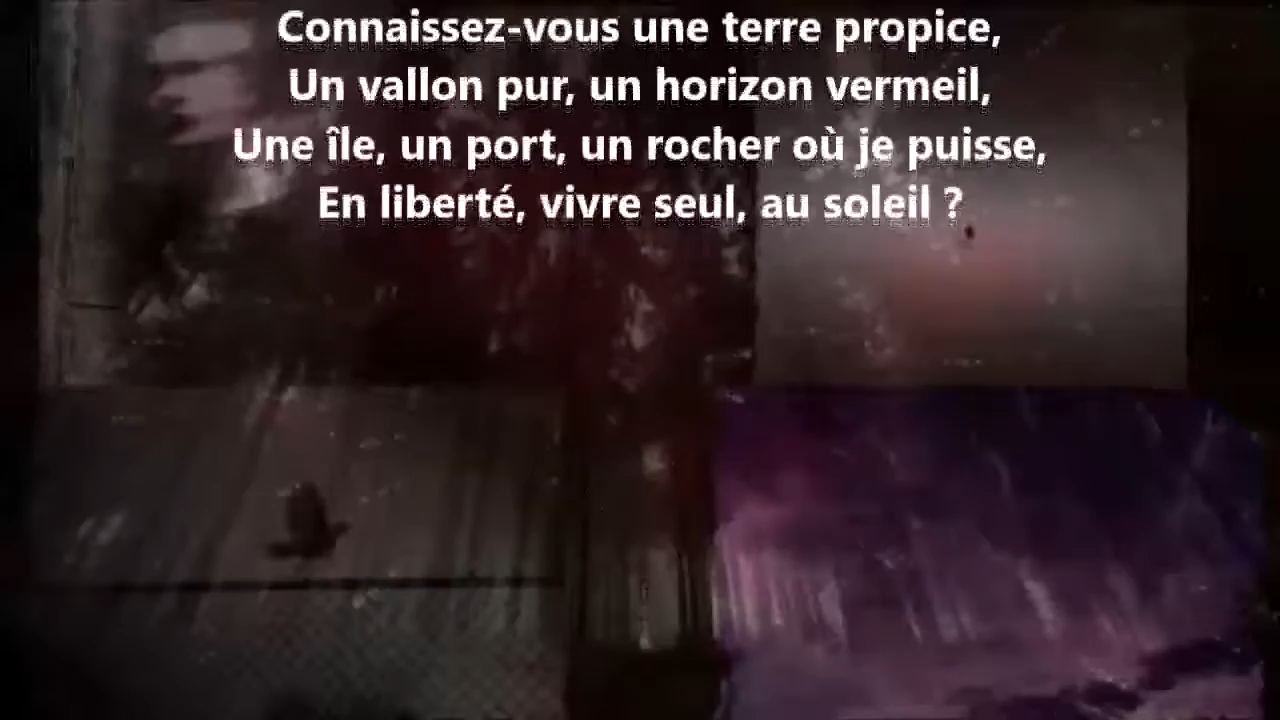 Connaissez-vous une terre propice,
Un vallon pur, un horizon vermeil,
Une île, un port, un rocher où je puisse,
En liberté, vivre seul, au soleil ?